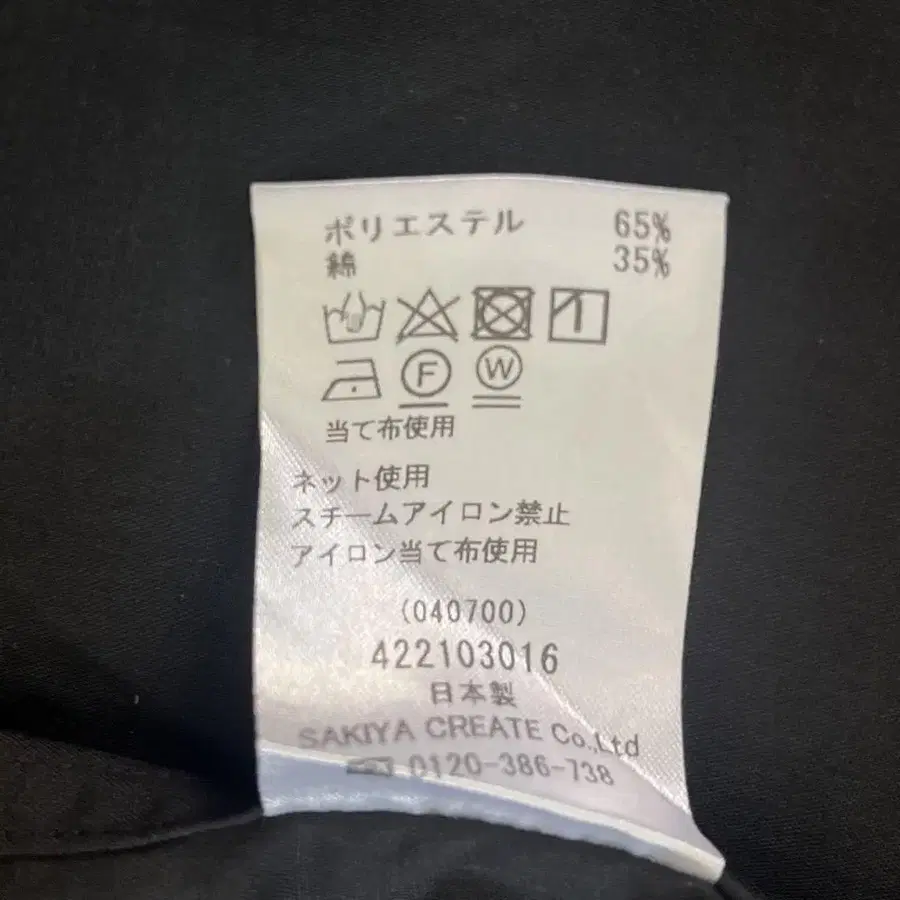 ポリエステル 65%
綿 35%
F W
当て布使用
ネット使用
スチームアイロン禁止
アイロン当て布使用
(040700)
422103016
日本製
SAKIYA CREATE Co.,Ltd
0120-386-738